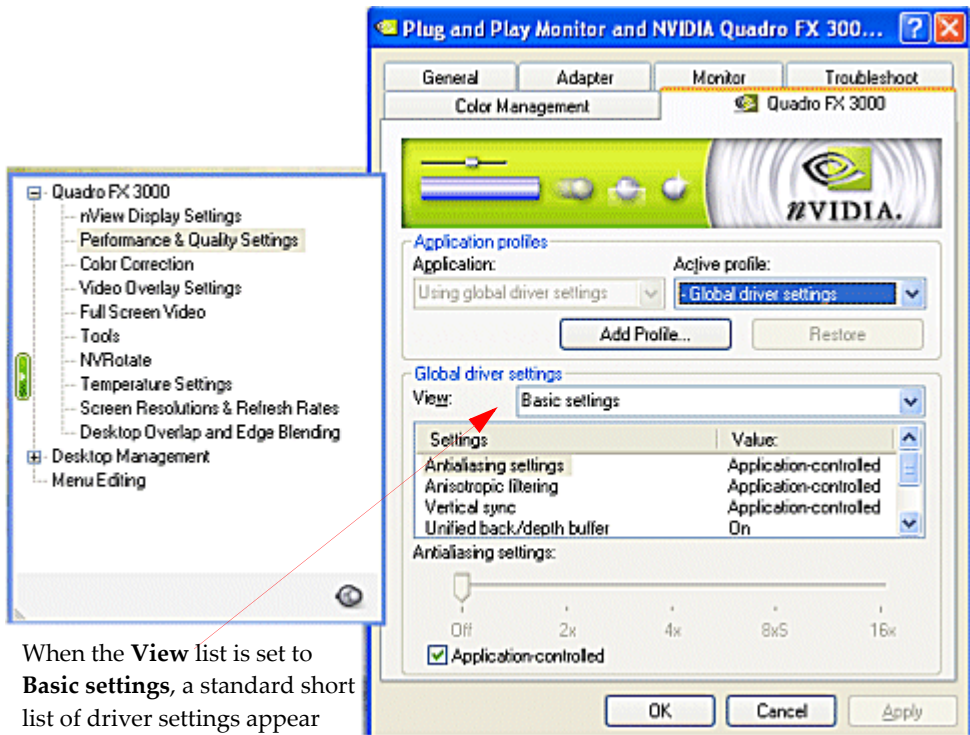 Plug and Play Monitor and NVIDIA Quadro FX 300...
General Adapter Monitor Troubleshoot
Color Management Quadro FX 3000
nVIDIA.
Quadro FX 3000
nView Display Settings
Performance & Quality Settings
Color Correction
Video Overlay Settings
Full Screen Video
Tools
NVRotate
Temperature Settings
Screen Resolutions & Refresh Rates
Desktop Overlap and Edge Blending
Desktop Management
Menu Editing
Application profiles
Application: Active profile:
Using global driver settings - Global driver settings
Add Profile... Restore
Global driver settings
View: Basic settings
Settings Value:
Antialiasing settings Application-controlled
Anisotropic filtering Application-controlled
Vertical sync Application-controlled
Unified back/depth buffer On
Antialiasing settings:
Off 2x 4x 8xS 16x
Application-controlled
OK Cancel Apply
When the View list is set to
Basic settings, a standard short
list of driver settings appear